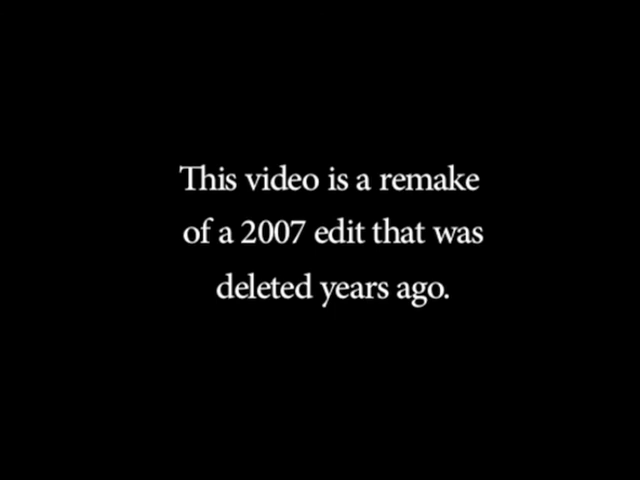 This video is a remake
of a 2007 edit that was
deleted years ago.